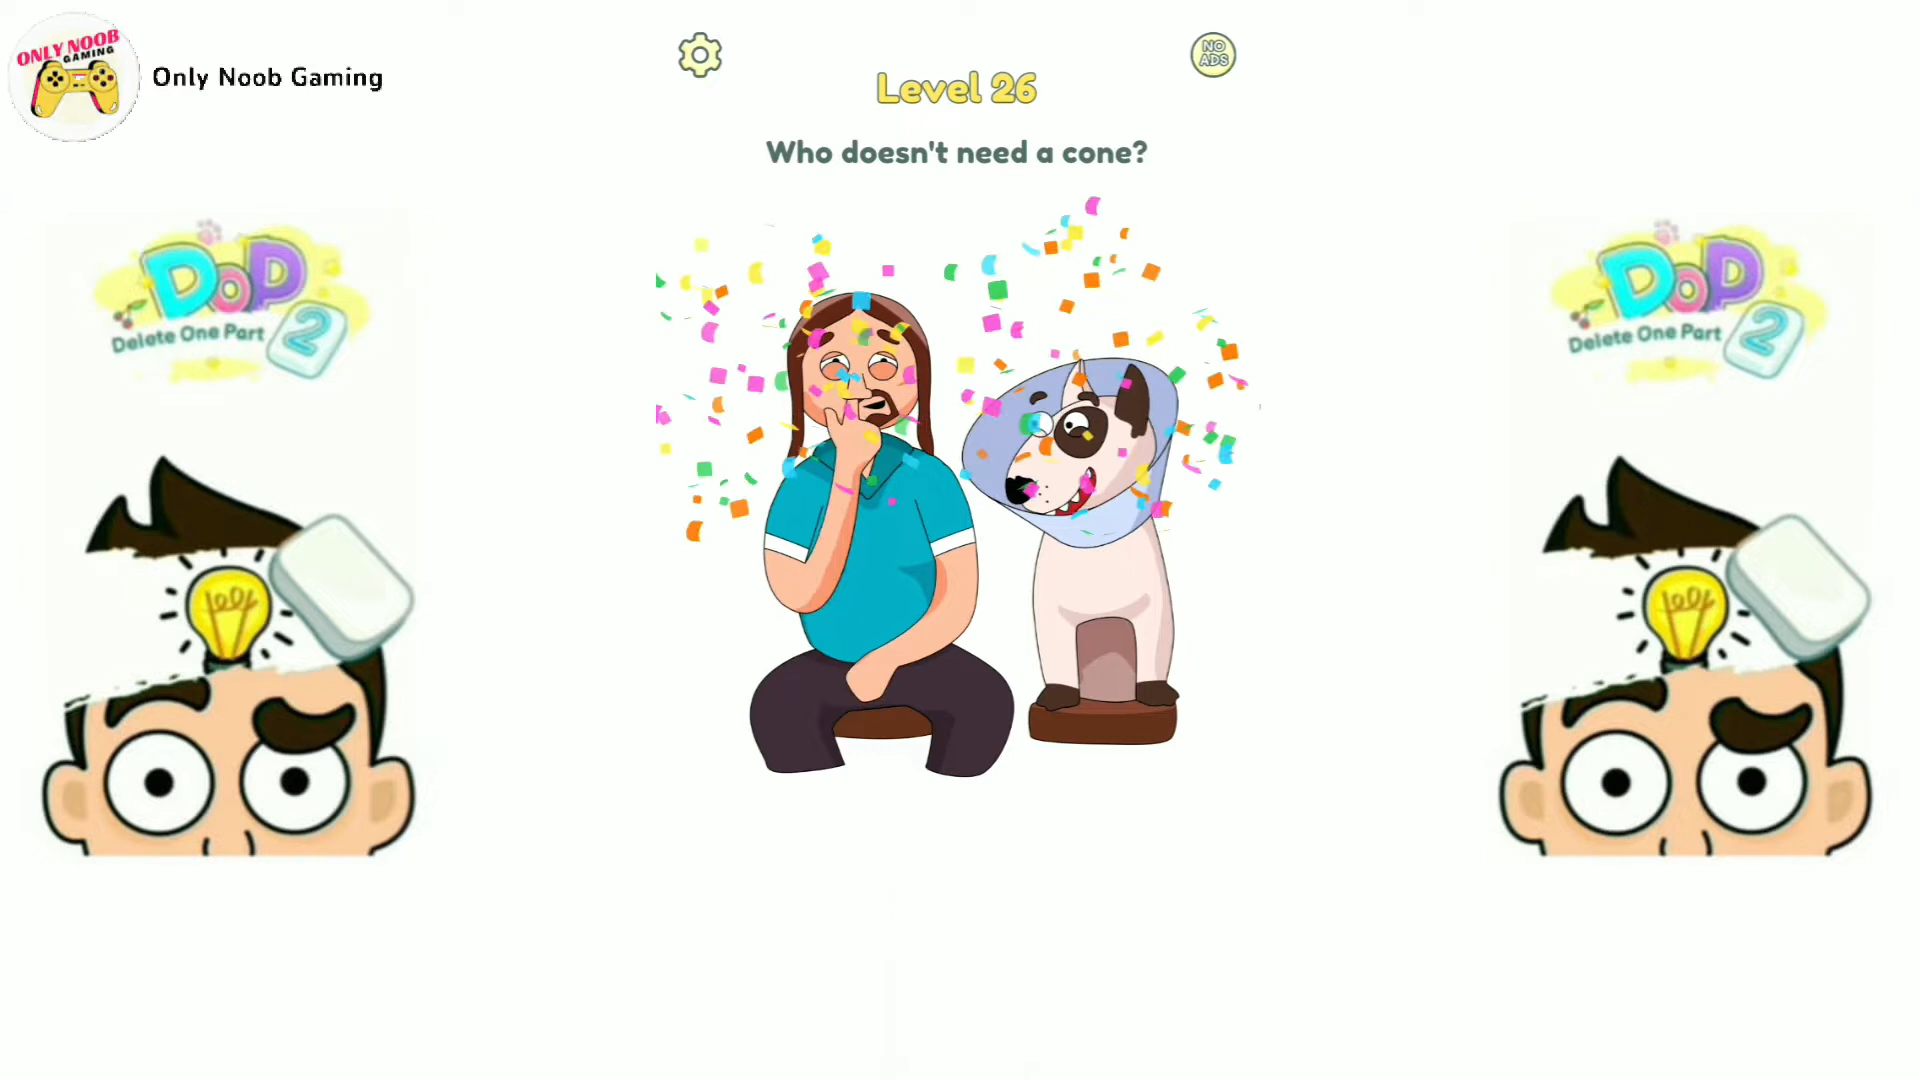 ONLY NOOB
GAMING
Only Noob Gaming
NO
ADS
Level 26
Who doesn't need a cone?
DOP
Delete One Part
2
DOP
Delete One Part
2